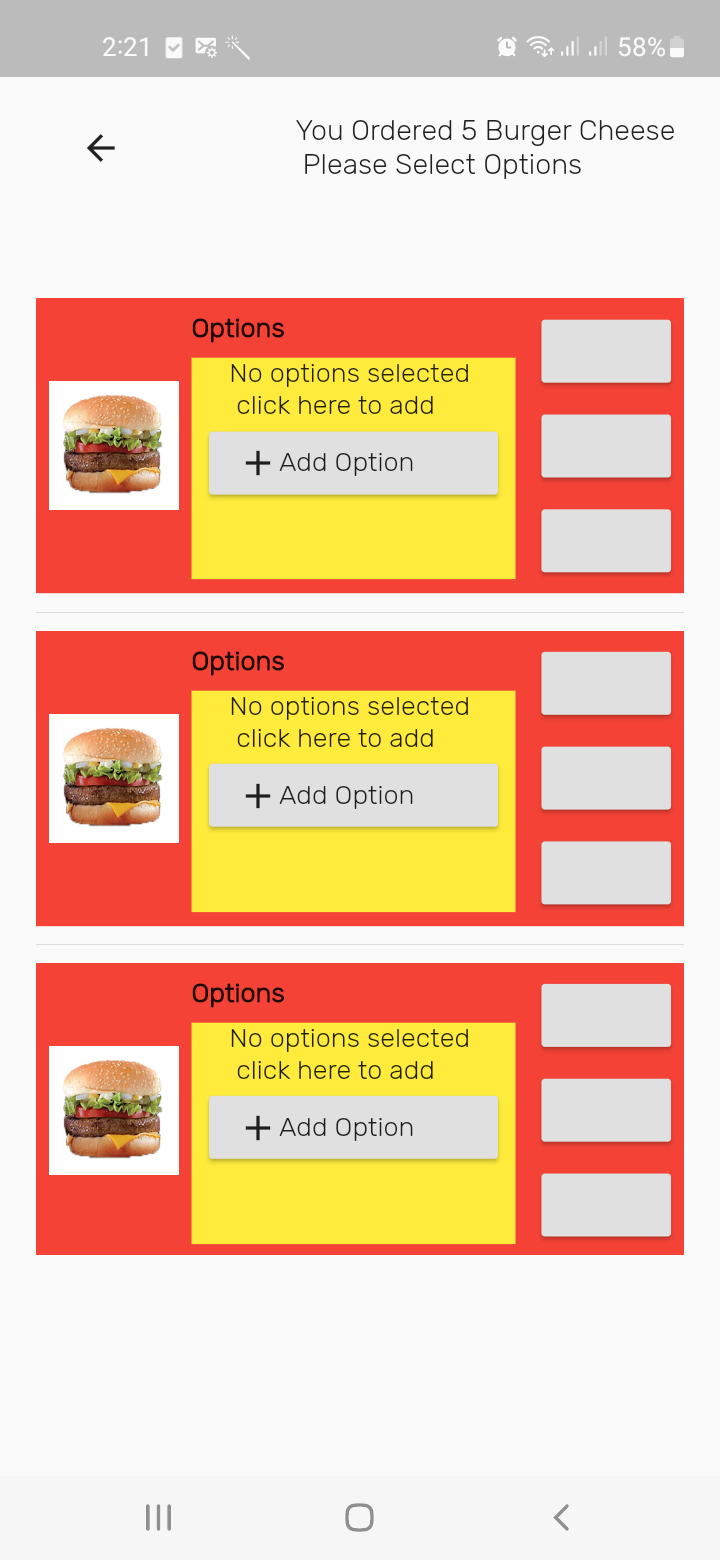 2:21
58%
You Ordered 5 Burger Cheese
Please Select Options
Options
No options selected
click here to add
+ Add Option
Options
No options selected
click here to add
+ Add Option
Options
No options selected
click here to add
+ Add Option